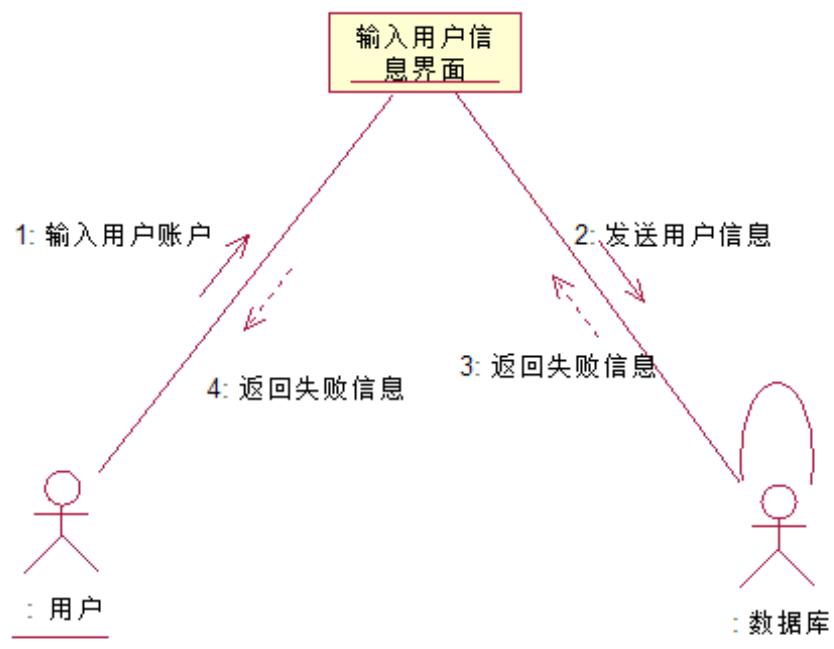 输入用户信
息界面
1: 输入用户账户
2: 发送用户信息
3: 返回失败信息
4: 返回失败信息
: 用户
: 数据库